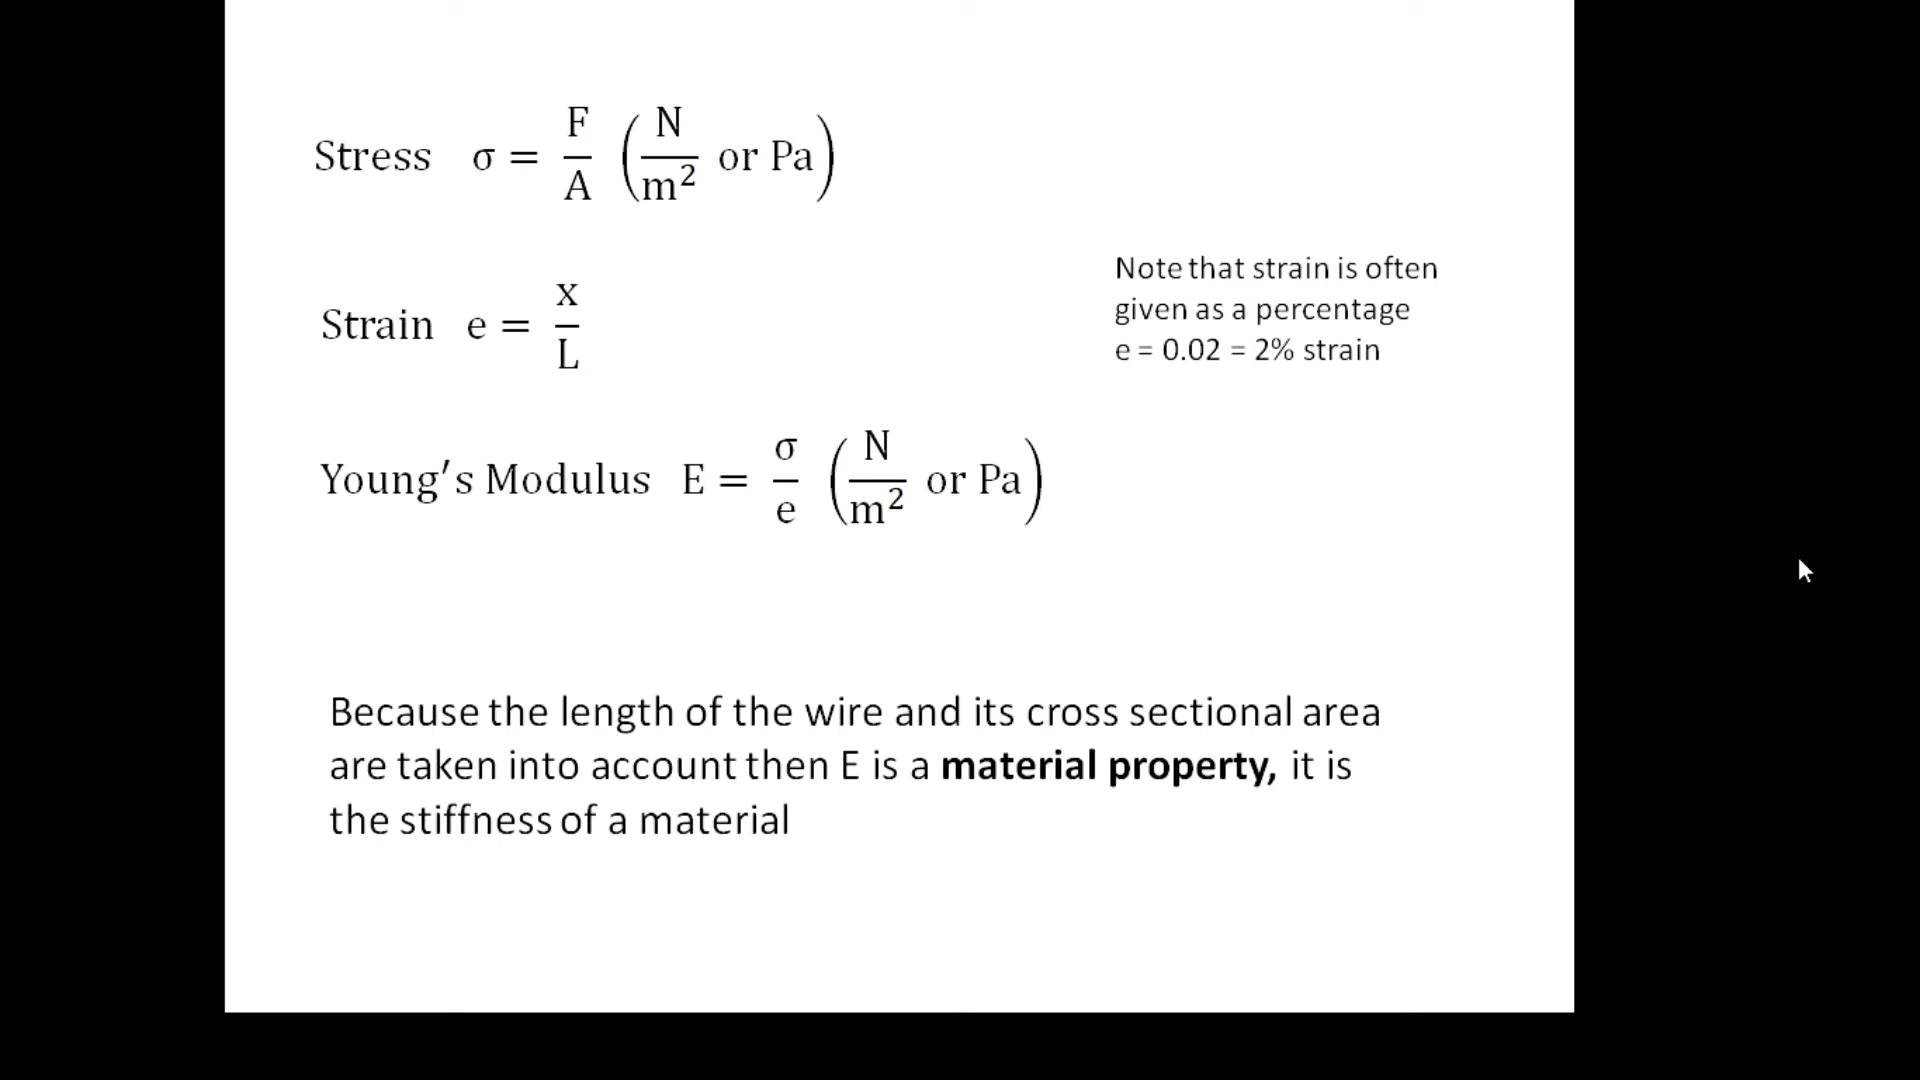 Stress σ = F/A (N/m² or Pa)
Strain e = x/L
Note that strain is often
given as a percentage
e = 0.02 = 2% strain
Young's Modulus E = σ/e (N/m² or Pa)
Because the length of the wire and its cross sectional area
are taken into account then E is a material property, it is
the stiffness of a material